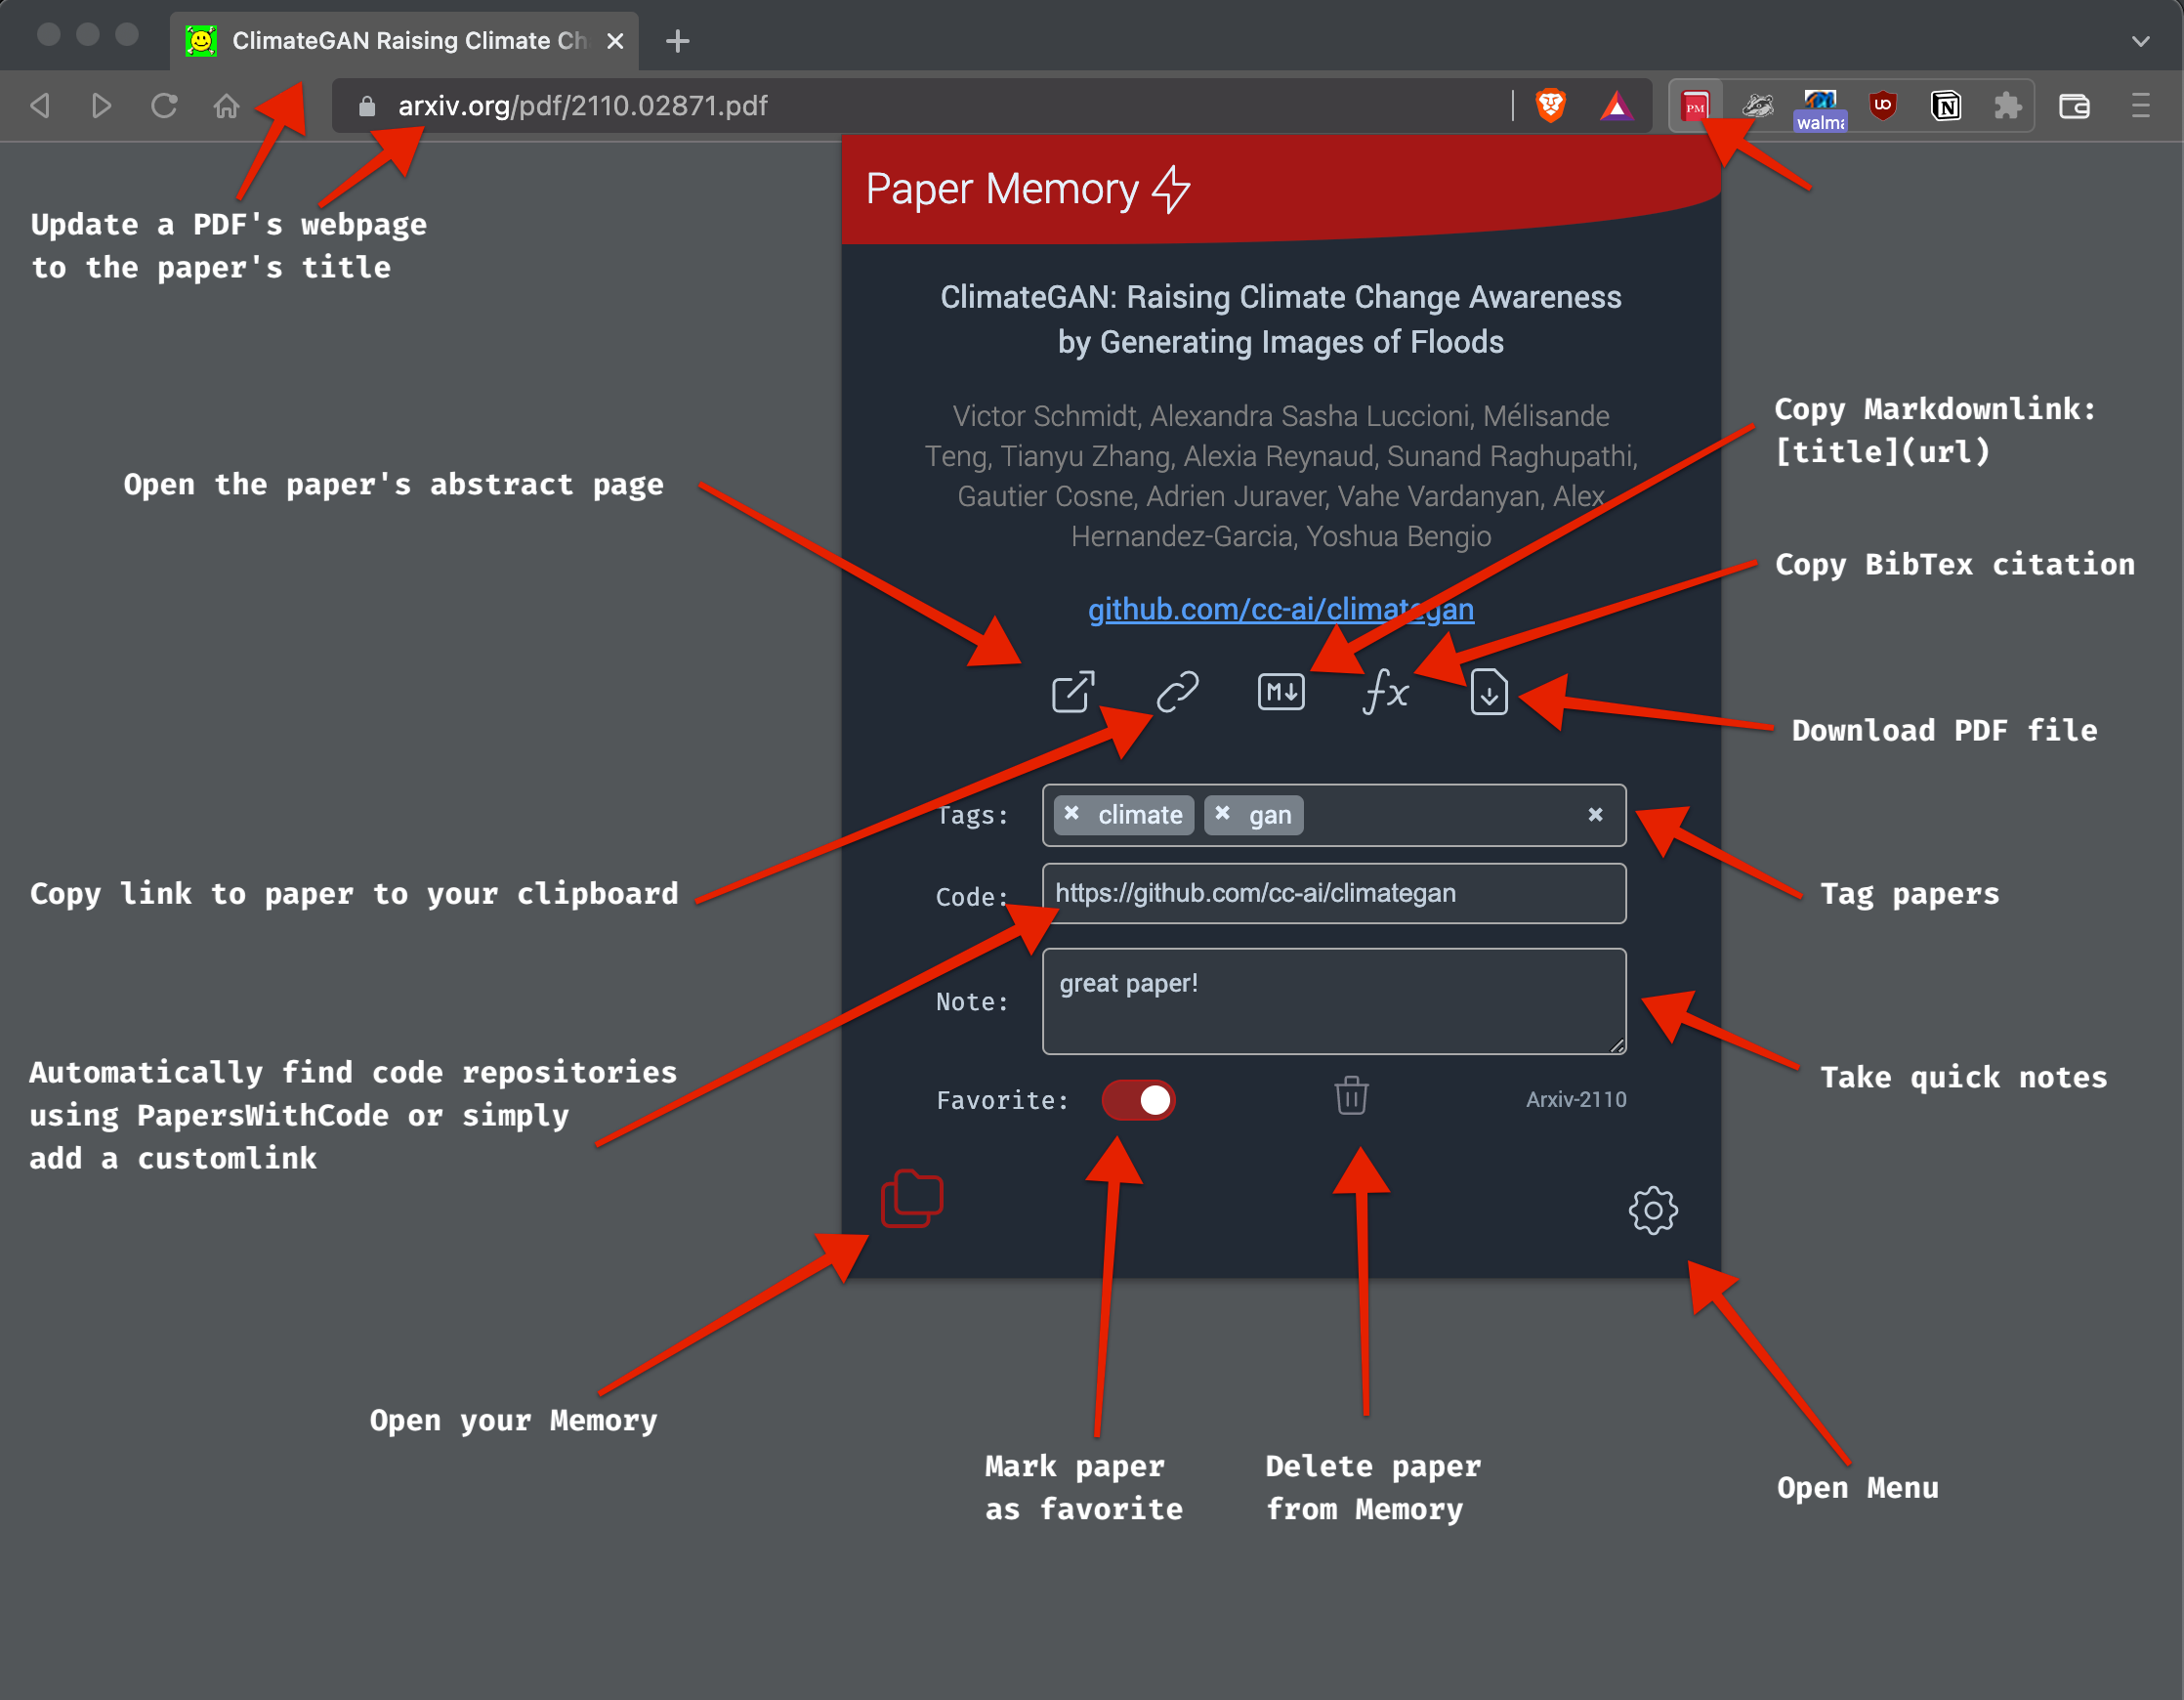 ClimateGAN Raising Climate Ch
arxiv.org/pdf/2110.02871.pdf
PM
walma
uo
N
Paper Memory
Update a PDF's webpage
to the paper's title
ClimateGAN: Raising Climate Change Awareness
by Generating Images of Floods
Victor Schmidt, Alexandra Sasha Luccioni, Mélisande
Teng, Tianyu Zhang, Alexia Reynaud, Sunand Raghupathi,
Gautier Cosne, Adrien Juraver, Vahe Vardanyan, Alex
Hernandez-Garcia, Yoshua Bengio
Copy Markdownlink:
[title](url)
Open the paper's abstract page
Copy BibTex citation
github.com/cc-ai/climategan
M
fx
Download PDF file
Tags:
climate
gan
Copy link to paper to your clipboard
Code:
https://github.com/cc-ai/climategan
Tag papers
Note:
great paper!
Automatically find code repositories
using PapersWithCode or simply
add a customlink
Take quick notes
Favorite:
Arxiv-2110
Open your Memory
Mark paper
as favorite
Delete paper
from Memory
Open Menu